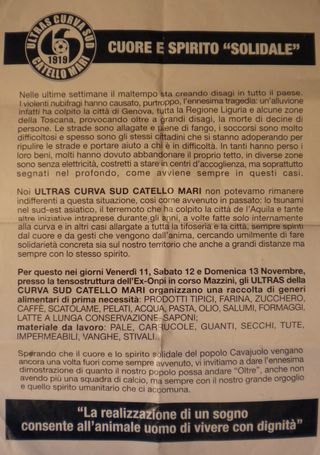 ULTRAS CURVA SUD
1919
CATELLO MARI
CUORE E SPIRITO "SOLIDALE"
Nelle ultime settimane il maltempo sta creando disagi in tutto il paese.
I violenti nubifragi hanno causato, purtroppo, l'ennesima tragedia: un'alluvione
infatti ha colpito la città di Genova, tutta la Regione Liguria e alcune zone
della Toscana, provocando oltre a grandi disagi, la morte di decine di
persone. Le strade sono allagate e piene di fango, i soccorsi sono molto
difficoltosi e spesso sono gli stessi cittadini che si stanno adoperando per
ripulire le strade e portare aiuto a chi è in difficoltà. In tanti hanno perso i
loro beni, molti hanno dovuto abbandonare il proprio tetto, in diverse zone
sono senza elettricità, costretti a stare in centri d'accoglienza, ma soprattutto
segnati nel profondo, come avviene sempre in questi casi.
Noi ULTRAS CURVA SUD CATELLO MARI non potevamo rimanere
indifferenti a questa situazione, così come avvenuto in passato: lo tsunami
nel sud-est asiatico, il terremoto che ha colpito la città de l'Aquila e tante
altre iniziative intraprese durante gli anni, a volte fatte solo internamente
alla curva e in altri casi allargate a tutta la tifoseria e la città, sempre spinti
dal cuore e da gesti che vengono dall'anima, cercando umilmente di fare
solidarietà concreta sia sul nostro territorio che anche a grandi distanze ma
sempre con lo stesso spirito.
Per questo nei giorni Venerdì 11, Sabato 12 e Domenica 13 Novembre,
presso la tensostruttura dell'Ex-Onpi in corso Mazzini, gli ULTRAS della
CURVA SUD CATELLO MARI organizzano una raccolta di generi
alimentari di prima necessità: PRODOTTI TIPICI, FARINA, ZUCCHERO,
CAFFÈ, SCATOLAME, PELATI, ACQUA, PASTA, OLIO, SALUMI, FORMAGGI,
LATTE A LUNGA CONSERVAZIONE, SAPONI;
materiale da lavoro: PALE, CARRUCOLE, GUANTI, SECCHI, TUTE,
IMPERMEABILI, VANGHE, STIVALI.
Sperando che il cuore e lo spirito solidale del popolo Cavajuolo vengano
ancora una volta fuori come sempre avvenuto, vi invitiamo a dare l'ennesima
dimostrazione di quanto il nostro popolo possa andare "Oltre", anche non
avendo più una squadra di calcio, ma sempre con il nostro grande orgoglio
e quello spirito umanitario che ci accomuna.
"La realizzazione di un sogno
consente all'animale uomo di vivere con dignità"